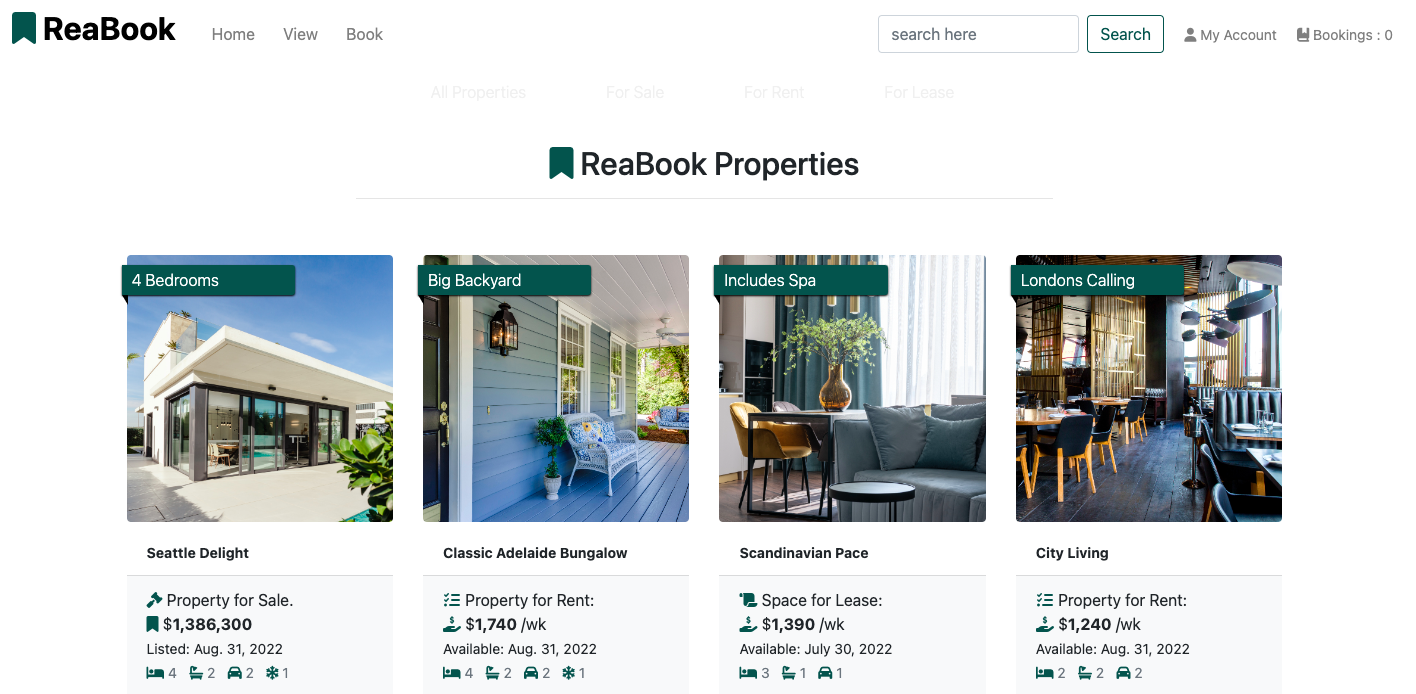 ReaBook
Home View Book
search here
Search
My Account
Bookings : 0
All Properties For Sale For Rent For Lease
ReaBook Properties
4 Bedrooms
Big Backyard
Includes Spa
Londons Calling
Seattle Delight
Property for Sale.
$1,386,300
Listed: Aug. 31, 2022
4 2 2 1
Classic Adelaide Bungalow
Property for Rent:
$1,740 /wk
Available: Aug. 31, 2022
4 2 2 1
Scandinavian Pace
Space for Lease:
$1,390 /wk
Available: July 30, 2022
3 1 1
City Living
Property for Rent:
$1,240 /wk
Available: Aug. 31, 2022
2 2 2